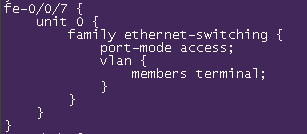 fe-0/0/7 {
    unit 0 {
        family ethernet-switching {
            port-mode access;
            vlan {
                members terminal;
            }
        }
    }
}